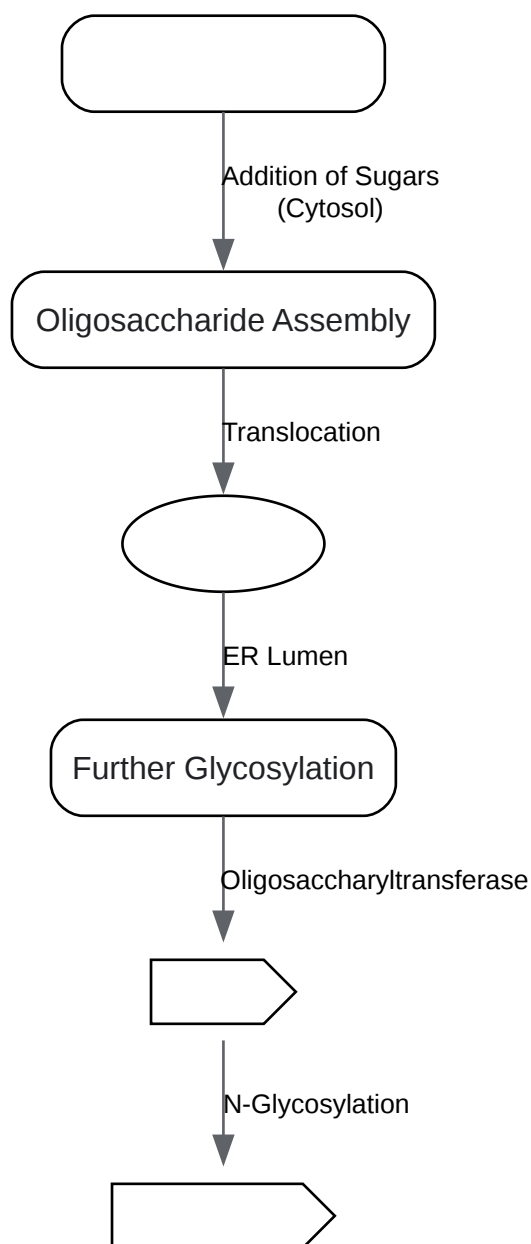 Addition of Sugars
(Cytosol)
Oligosaccharide Assembly
Translocation
ER Lumen
Further Glycosylation
Oligosaccharyltransferase
N-Glycosylation